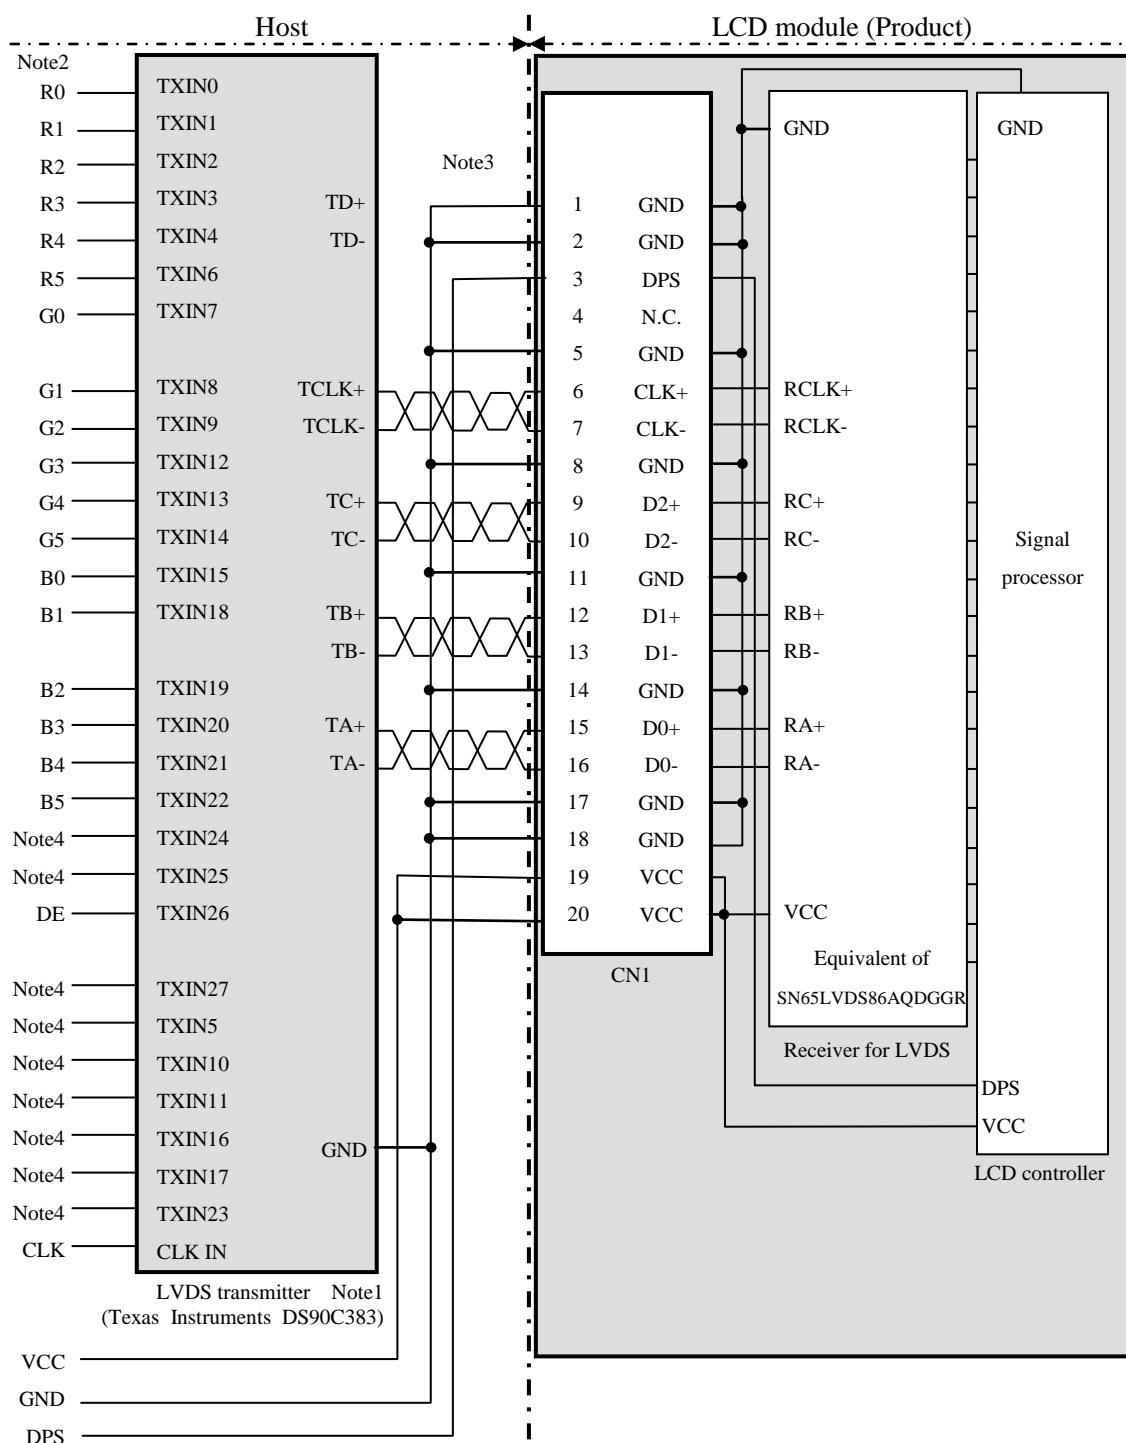 Host LCD module (Product)
Note2
R0 TXIN0
R1 TXIN1
R2 TXIN2
R3 TXIN3
R4 TXIN4
R5 TXIN6
G0 TXIN7
G1 TXIN8
G2 TXIN9
G3 TXIN12
G4 TXIN13
G5 TXIN14
B0 TXIN15
B1 TXIN18
B2 TXIN19
B3 TXIN20
B4 TXIN21
B5 TXIN22
Note4 TXIN24
Note4 TXIN25
DE TXIN26
Note4 TXIN27
Note4 TXIN5
Note4 TXIN10
Note4 TXIN11
Note4 TXIN16
Note4 TXIN17
Note4 TXIN23
CLK CLK IN
TD+
TD-
TCLK+
TCLK-
TC+
TC-
TB+
TB-
TA+
TA-
GND
LVDS transmitter Note1
(Texas Instruments DS90C383)
VCC
GND
DPS
Note3
1 GND
2 GND
3 DPS
4 N.C.
5 GND
6 CLK+
7 CLK-
8 GND
9 D2+
10 D2-
11 GND
12 D1+
13 D1-
14 GND
15 D0+
16 D0-
17 GND
18 GND
19 VCC
20 VCC
CN1
GND
RCLK+
RCLK-
RC+
RC-
RB+
RB-
RA+
RA-
VCC
Equivalent of
SN65LVDS86AQDGGR
Receiver for LVDS
GND
Signal
processor
DPS
VCC
LCD controller